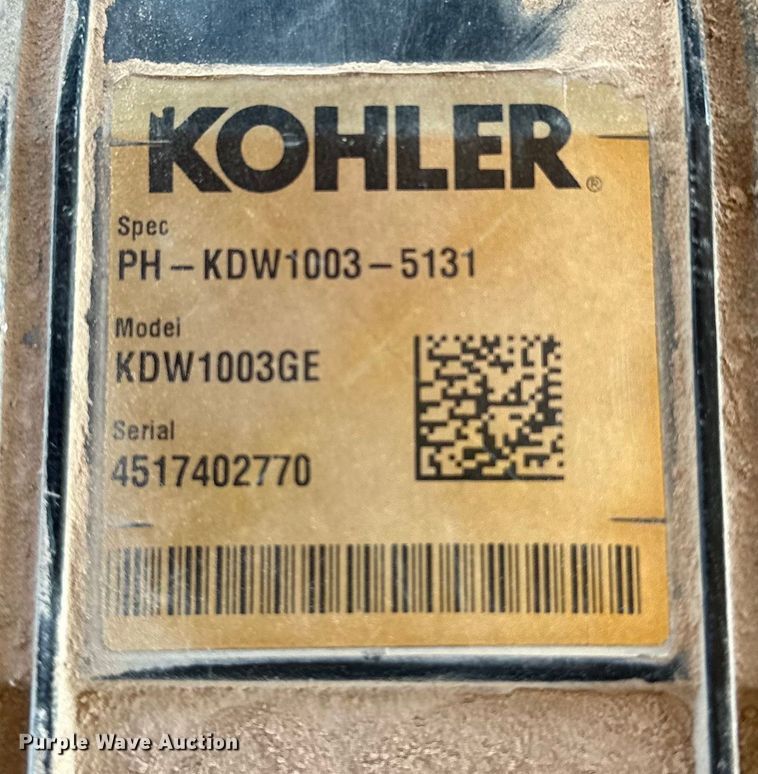 KOHLER®
Spec
PH-KDW1003-5131
Model
KDW1003GE
Serial
4517402770
Purple Wave Auction